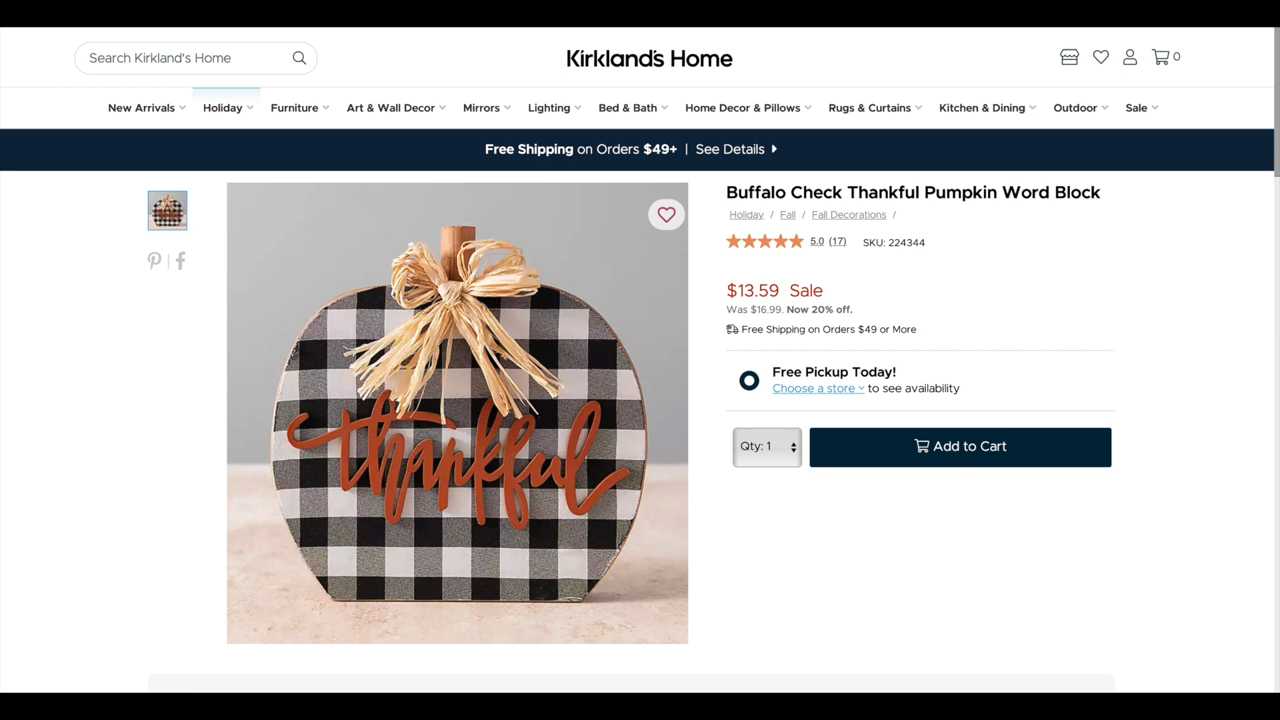 Search Kirkland's Home
Kirkland's Home
0
New Arrivals
Holiday
Furniture
Art & Wall Decor
Mirrors
Lighting
Bed & Bath
Home Decor & Pillows
Rugs & Curtains
Kitchen & Dining
Outdoor
Sale
Free Shipping on Orders $49+ | See Details
Buffalo Check Thankful Pumpkin Word Block
Holiday / Fall / Fall Decorations /
5.0 (17) SKU: 224344
$13.59 Sale
Was $16.99. Now 20% off.
Free Shipping on Orders $49 or More
Free Pickup Today!
Choose a store to see availability
Qty: 1
Add to Cart
thankful